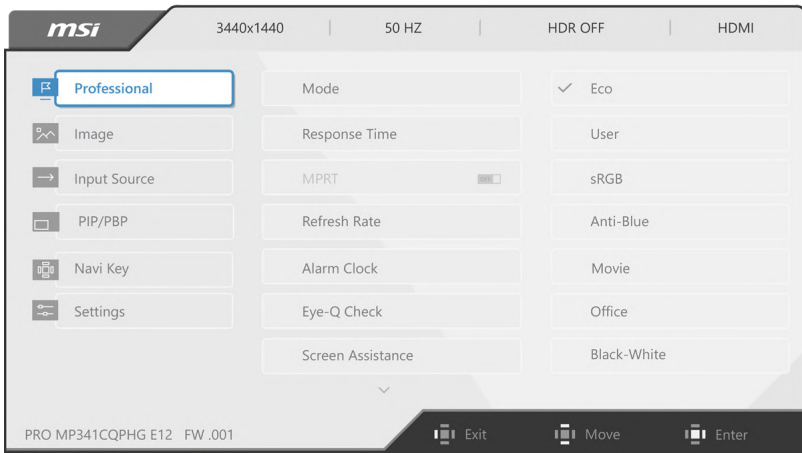 msi 3440x1440 50 HZ HDR OFF HDMI
Professional Mode Eco
Image Response Time User
Input Source MPRT OFF sRGB
PIP/PBP Refresh Rate Anti-Blue
Navi Key Alarm Clock Movie
Settings Eye-Q Check Office
Screen Assistance Black-White
PRO MP341CQPHG E12 FW .001 Exit Move Enter